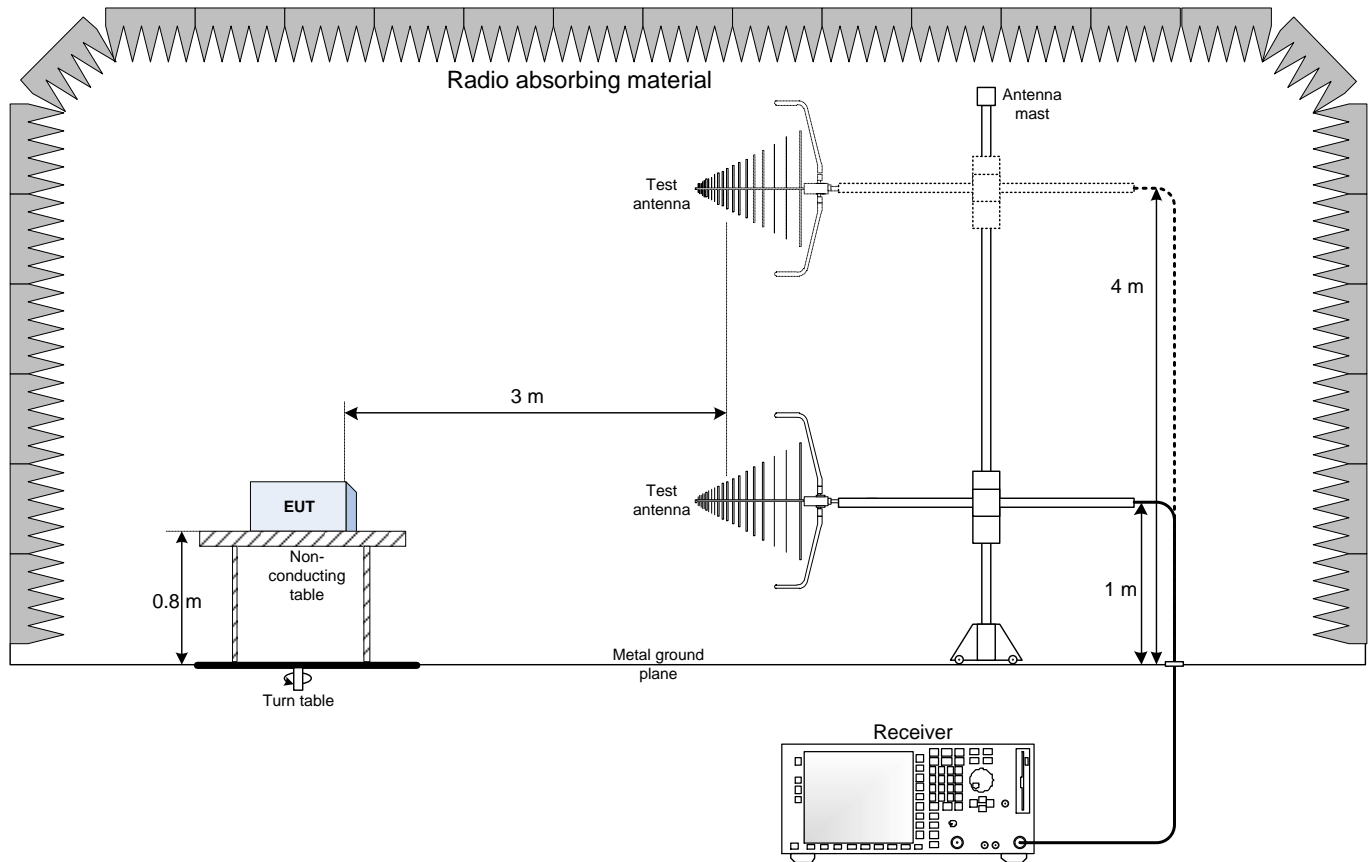 Radio absorbing material
Antenna
mast
Test
antenna
4 m
3 m
Test
antenna
EUT
Non-
conducting
table
0.8 m
1 m
Metal ground
plane
Turn table
Receiver